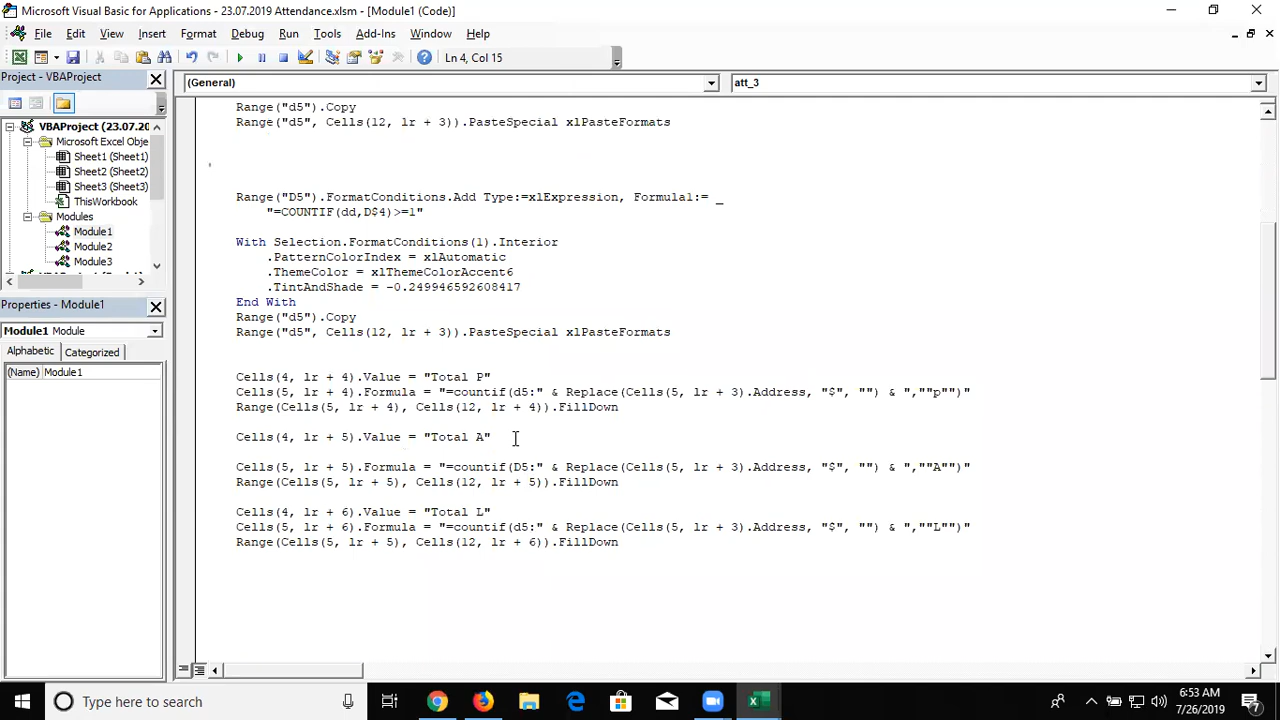 Microsoft Visual Basic for Applications - 23.07.2019 Attendance.xlsm - [Module1 (Code)]
File Edit View Insert Format Debug Run Tools Add-Ins Window Help
Ln 4, Col 15
Project - VBAProject
(General)
att_3
VBAProject (23.07.20
Microsoft Excel Obje
Sheet1 (Sheet1)
Sheet2 (Sheet2)
Sheet3 (Sheet3)
ThisWorkbook
Modules
Module1
Module2
Module3
Properties - Module1
Module1 Module
Alphabetic Categorized
(Name) Module1
Range("d5").Copy
Range("d5", Cells(12, lr + 3)).PasteSpecial xlPasteFormats
'
Range("D5").FormatConditions.Add Type:=xlExpression, Formula1:= _
"=COUNTIF(dd,D$4)>=1"
With Selection.FormatConditions(1).Interior
.PatternColorIndex = xlAutomatic
.ThemeColor = xlThemeColorAccent6
.TintAndShade = -0.249946592608417
End With
Range("d5").Copy
Range("d5", Cells(12, lr + 3)).PasteSpecial xlPasteFormats
Cells(4, lr + 4).Value = "Total P"
Cells(5, lr + 4).Formula = "=countif(d5:" & Replace(Cells(5, lr + 3).Address, "$", "") & ",""p"")"
Range(Cells(5, lr + 4), Cells(12, lr + 4)).FillDown
Cells(4, lr + 5).Value = "Total A"
Cells(5, lr + 5).Formula = "=countif(D5:" & Replace(Cells(5, lr + 3).Address, "$", "") & ",""A"")"
Range(Cells(5, lr + 5), Cells(12, lr + 5)).FillDown
Cells(4, lr + 6).Value = "Total L"
Cells(5, lr + 6).Formula = "=countif(d5:" & Replace(Cells(5, lr + 3).Address, "$", "") & ",""L"")"
Range(Cells(5, lr + 5), Cells(12, lr + 6)).FillDown
Type here to search
6:53 AM
7/26/2019
7